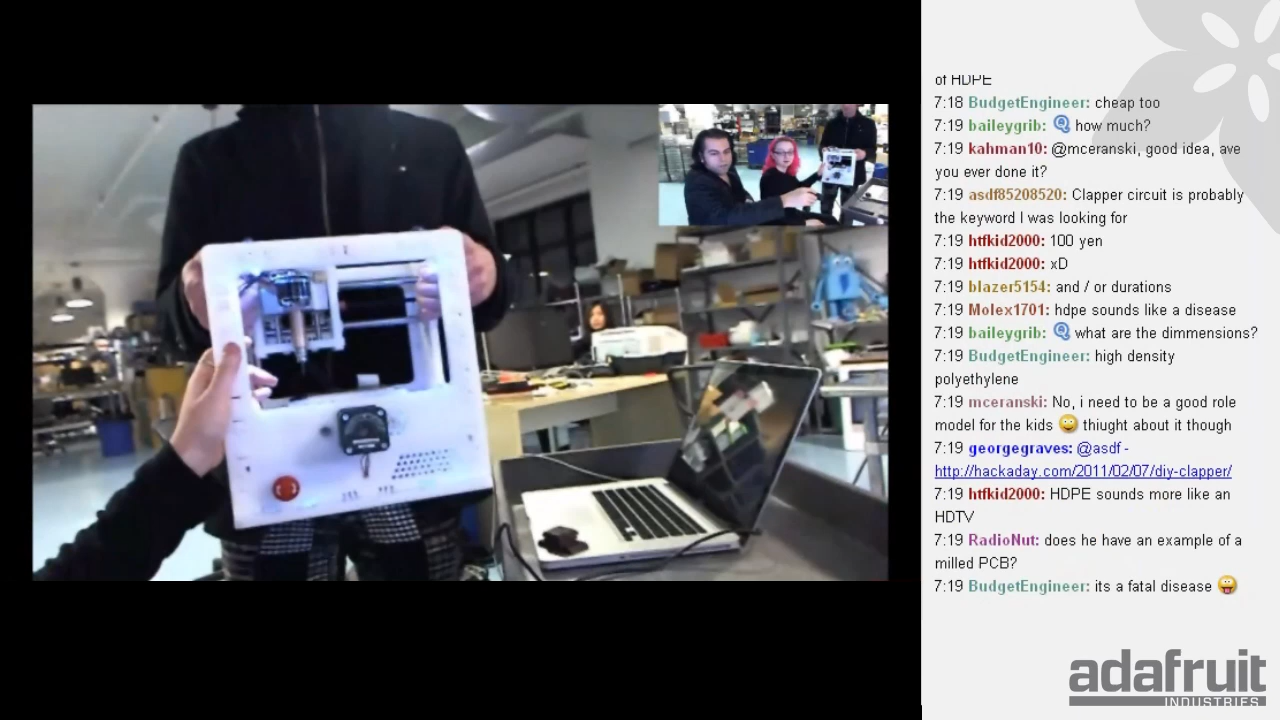 of HDPE
7:18 BudgetEngineer: cheap too
7:19 baileygrib: how much?
7:19 kahman10: @mceranski, good idea, ave
you ever done it?
7:19 asdf85208520: Clapper circuit is probably
the keyword I was looking for
7:19 htfkid2000: 100 yen
7:19 htfkid2000: xD
7:19 blazer5154: and / or durations
7:19 Molex1701: hdpe sounds like a disease
7:19 baileygrib: what are the dimmensions?
7:19 BudgetEngineer: high density
polyethylene
7:19 mceranski: No, i need to be a good role
model for the kids thiught about it though
7:19 georgegraves: @asdf -
http://hackaday.com/2011/02/07/diy-clapper/
7:19 htfkid2000: HDPE sounds more like an
HDTV
7:19 RadioNut: does he have an example of a
milled PCB?
7:19 BudgetEngineer: its a fatal disease
adafruit
INDUSTRIES